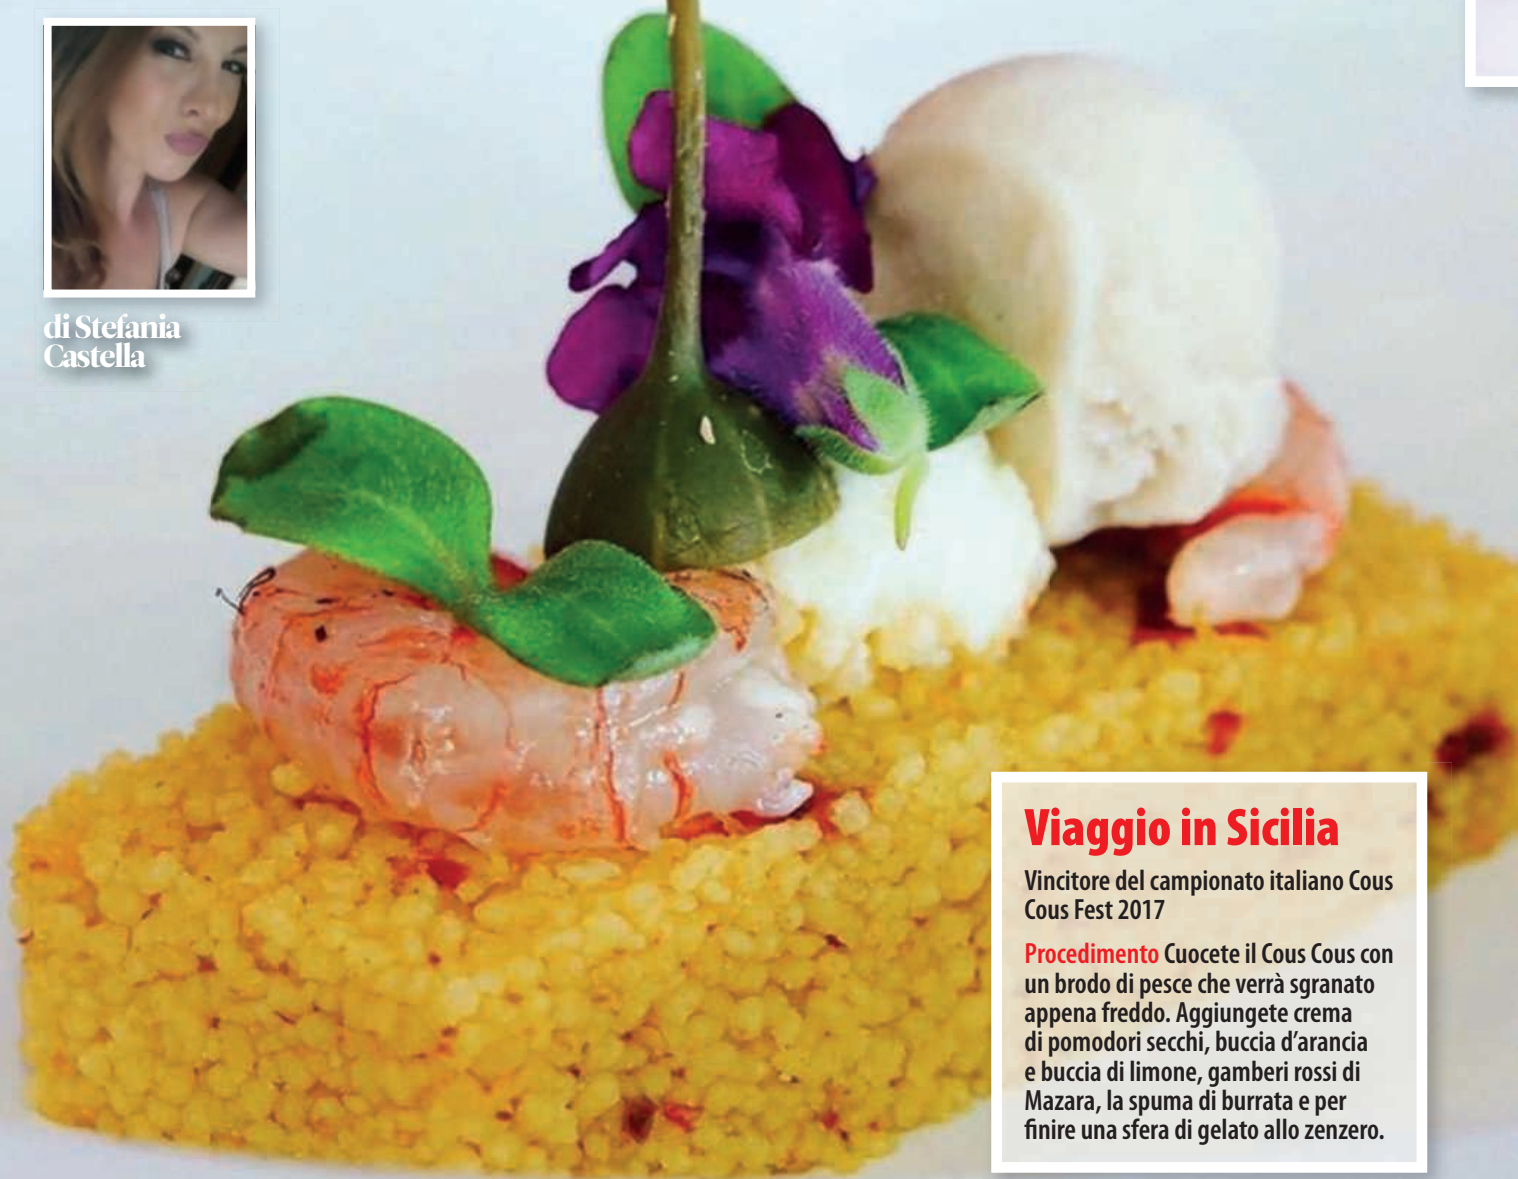 di Stefania
Castella
Viaggio in Sicilia
Vincitore del campionato italiano Cous
Cous Fest 2017
Procedimento Cuocete il Cous Cous con
un brodo di pesce che verrà sgranato
appena freddo. Aggiungete crema
di pomodori secchi, buccia d’arancia
e buccia di limone, gamberi rossi di
Mazara, la spuma di burrata e per
finire una sfera di gelato allo zenzero.